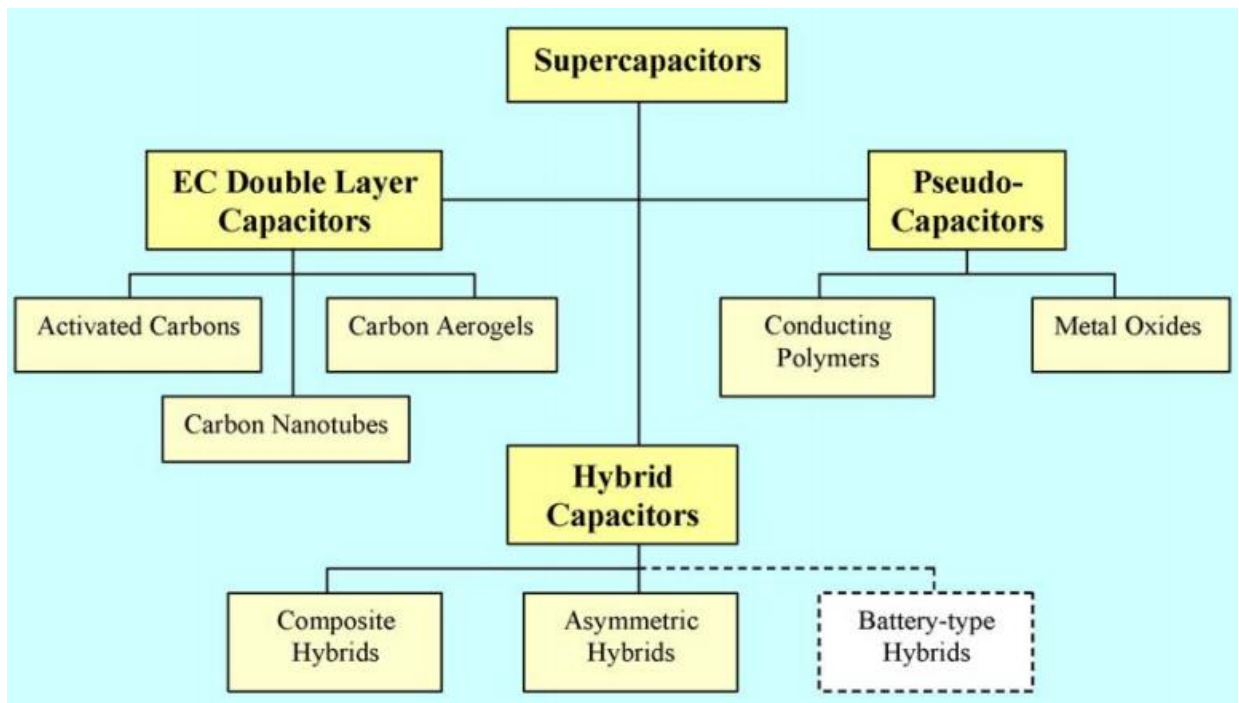 Supercapacitors
EC Double Layer
Capacitors
Pseudo-
Capacitors
Activated Carbons
Carbon Aerogels
Conducting
Polymers
Metal Oxides
Carbon Nanotubes
Hybrid
Capacitors
Composite
Hybrids
Asymmetric
Hybrids
Battery-type
Hybrids